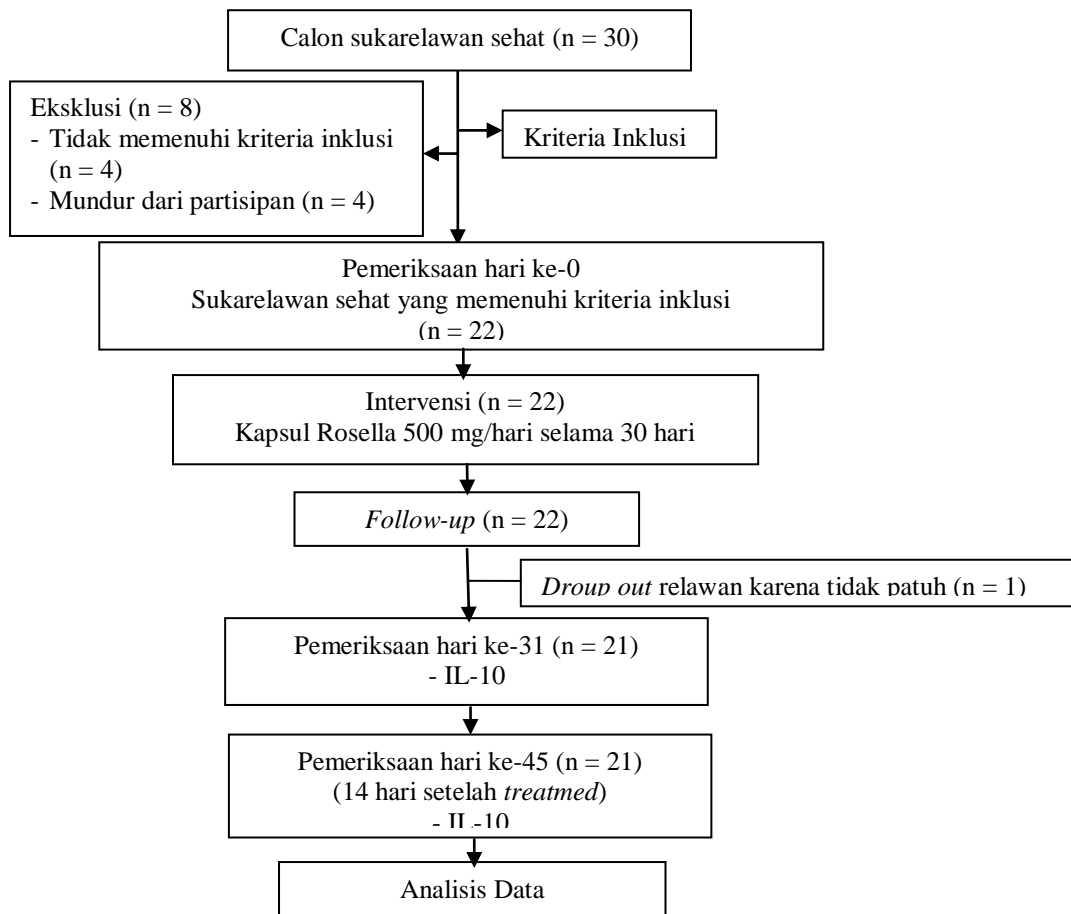 Calon sukarelawan sehat (n = 30)
Eksklusi (n = 8)
- Tidak memenuhi kriteria inklusi
(n = 4)
- Mundur dari partisipan (n = 4)
Kriteria Inklusi
Pemeriksaan hari ke-0
Sukarelawan sehat yang memenuhi kriteria inklusi
(n = 22)
Intervensi (n = 22)
Kapsul Rosella 500 mg/hari selama 30 hari
Follow-up (n = 22)
Droup out relawan karena tidak patuh (n = 1)
Pemeriksaan hari ke-31 (n = 21)
- IL-10
Pemeriksaan hari ke-45 (n = 21)
(14 hari setelah treatmed)
- IL-10
Analisis Data